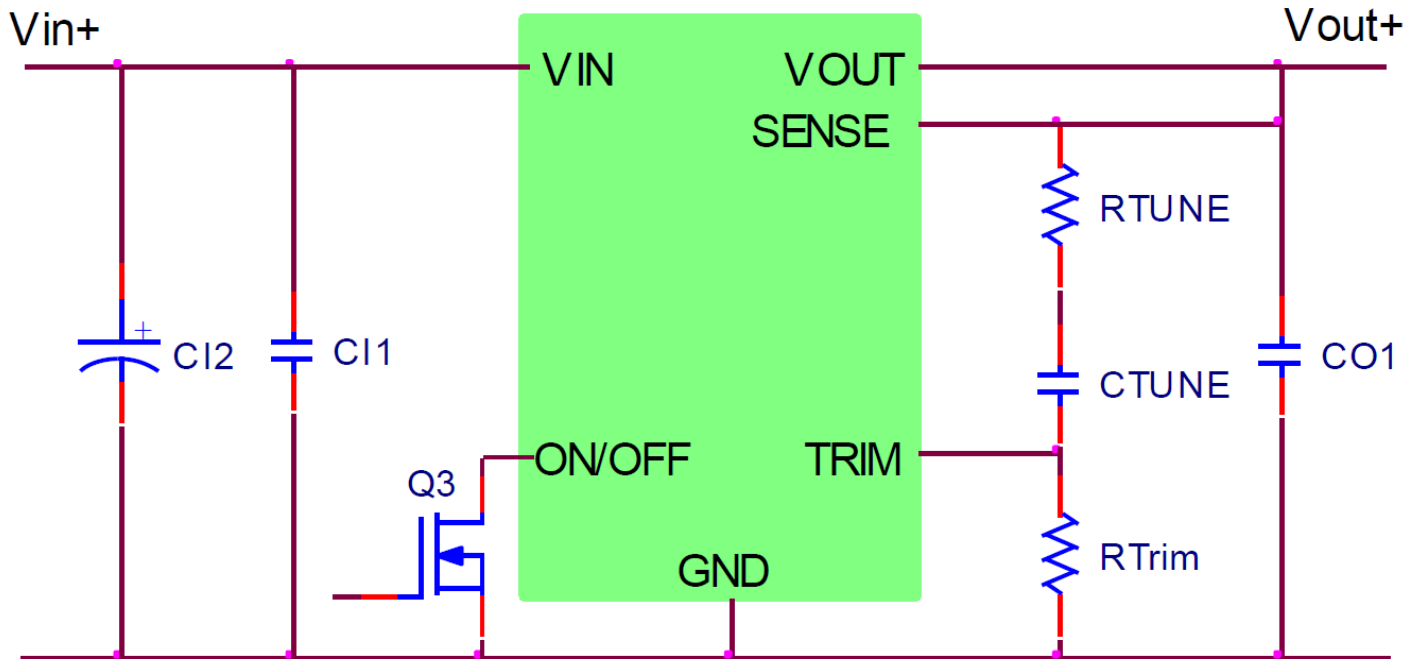 Vin+
Vout+
VIN
VOUT
SENSE
RTUNE
+
CI2
CI1
CO1
CTUNE
ON/OFF
TRIM
Q3
RTrim
GND